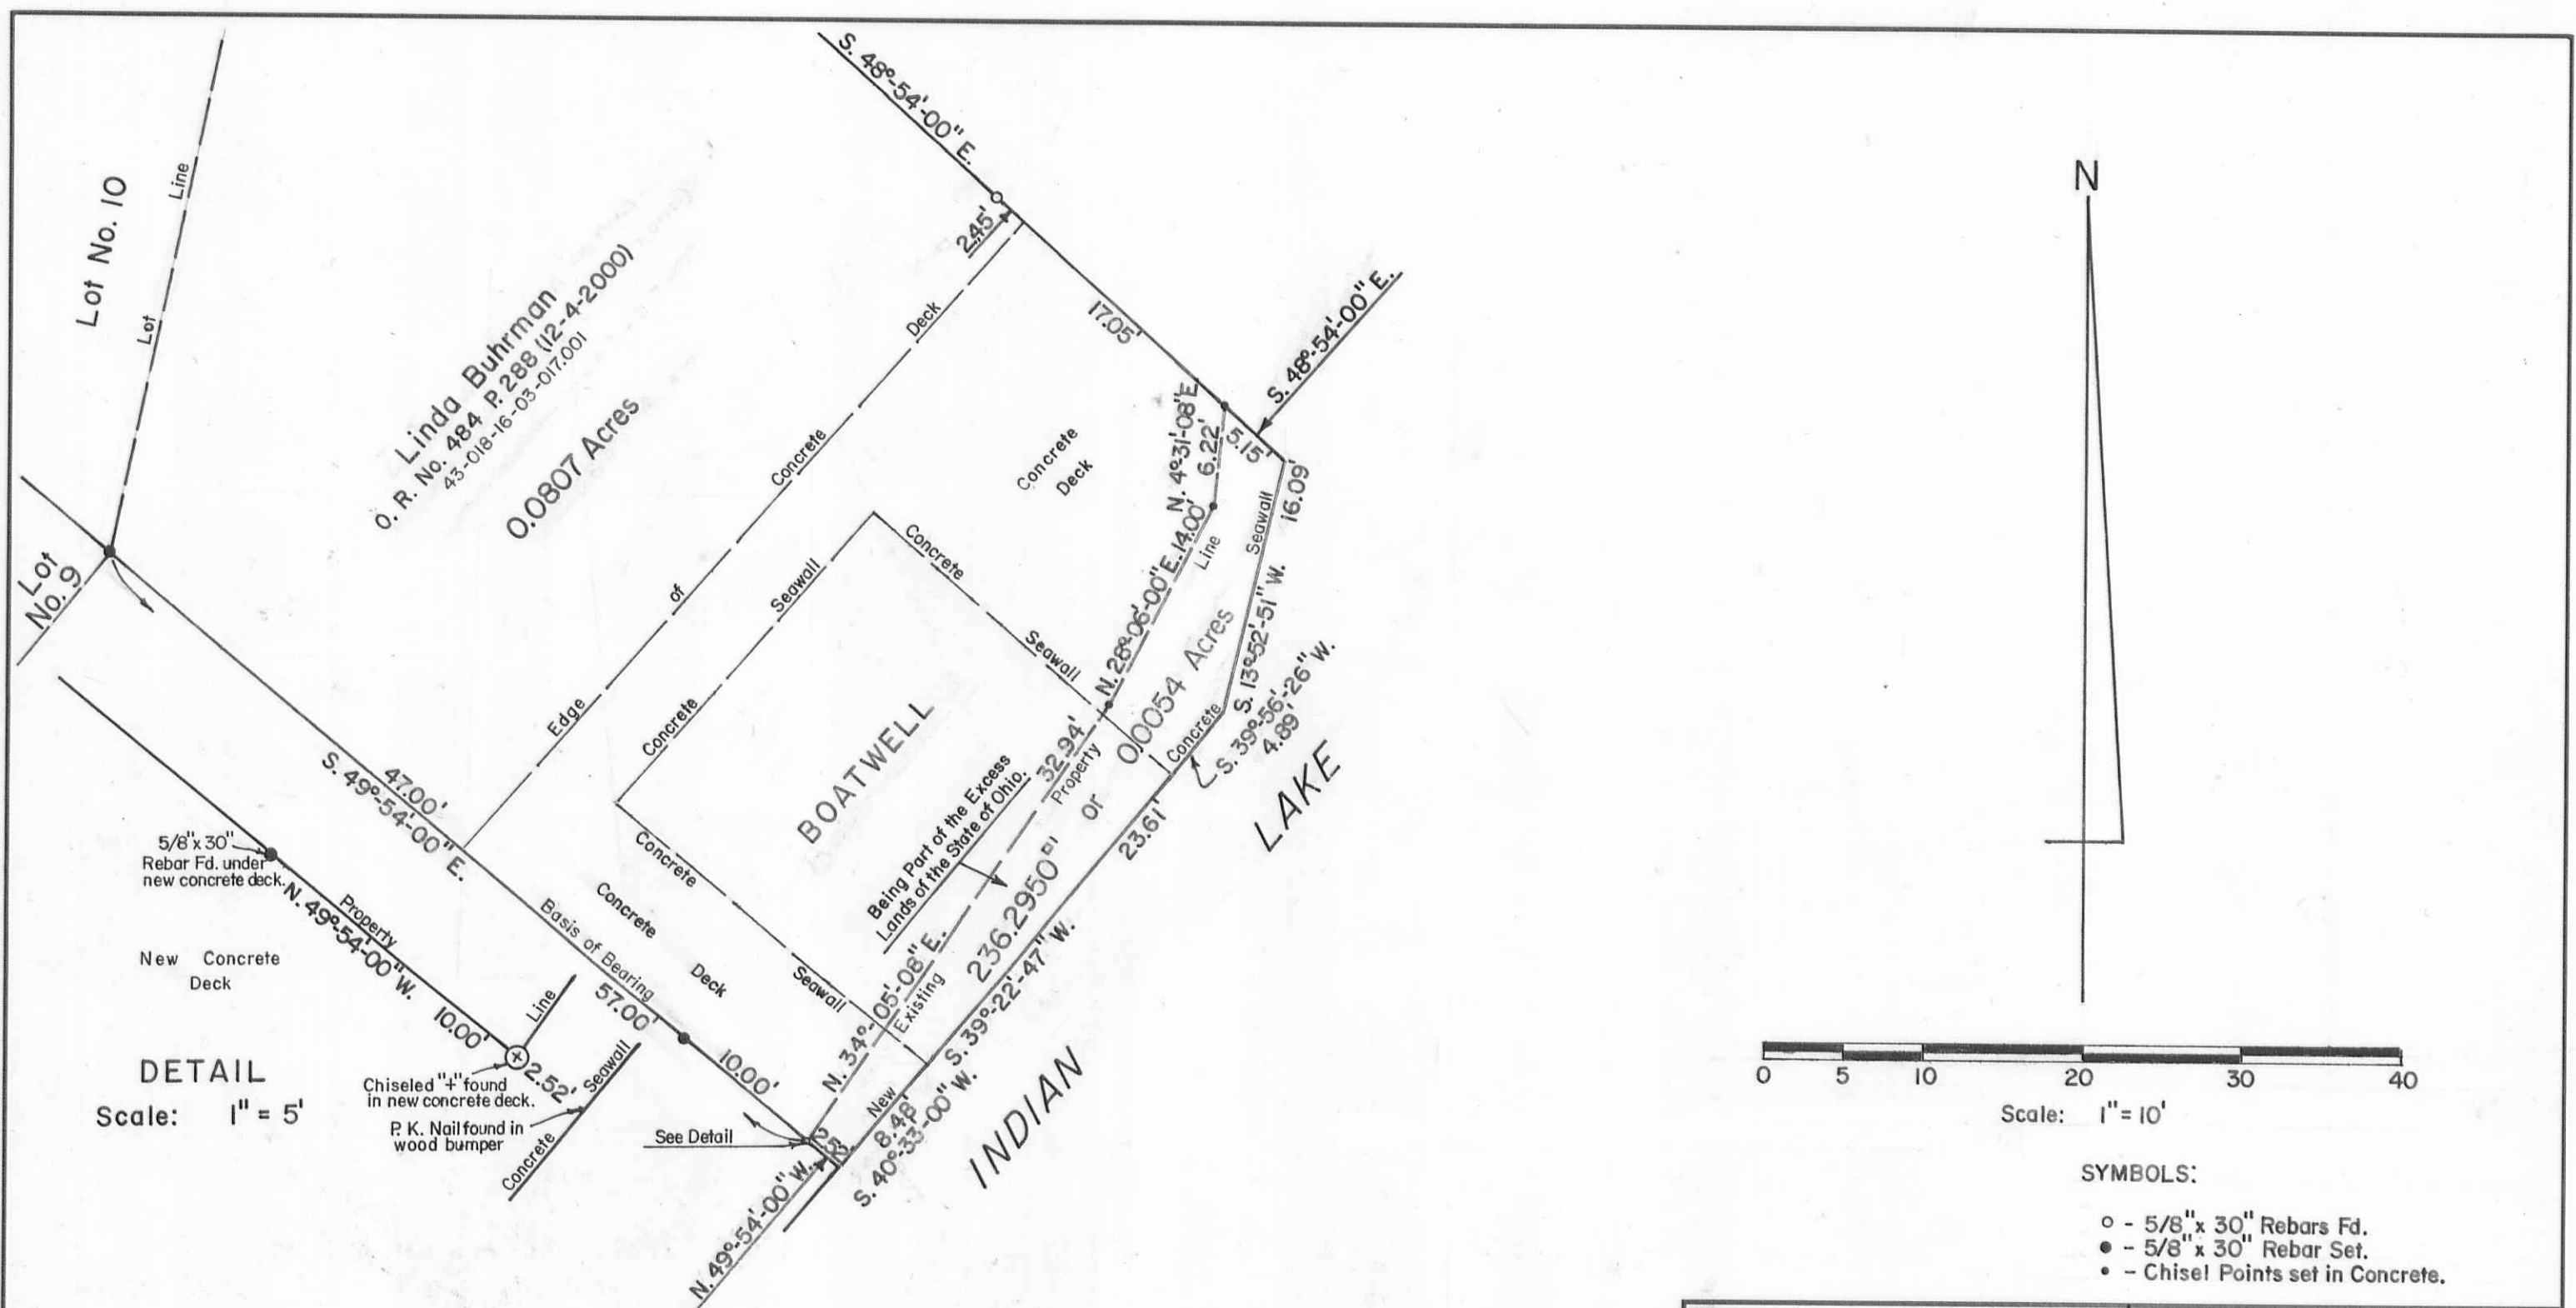 S. 48°-54'-00" E.
Lot No. 10
Lot Line
2.45'
N
Linda Buhrman
O. R. No. 484 P. 288 (12-4-2000)
43-018-16-03-017.001
0.0807 Acres
17.05'
S. 48°-54'-00" E.
Edge of Concrete Deck
Concrete
Deck
N. 4°-31'-08" E.
6.22'
5.15'
16.09'
Seawall
S. 13°-52'-51" W.
N. 28°-06'-00" E. 14.00'
Line
Lot
No. 9
Concrete Seawall
Concrete Seawall
BOATWELL
0.0054 Acres
or
236.2950 □'
Concrete
S. 39°-56'-26" W.
4.89'
32.94'
Property
Being Part of the Excess
Lands of the State of Ohio.
LAKE
47.00'
S. 49°-54'-00" E.
23.61'
S. 39°-22'-47" W.
5/8" x 30"
Rebar Fd. under
new concrete deck.
Property
N. 49°-54'-00" W.
Concrete Seawall
Concrete Deck
Basis of Bearing
57.00'
N. 34°-05'-08" E.
Existing
New Concrete
Deck
10.00'
Line
10.00'
New
8.48'
S. 40°-33'-00" W.
INDIAN
DETAIL
Scale: 1" = 5'
2.52'
Chiseled "+" found
in new concrete deck.
P. K. Nail found in
wood bumper
Concrete Seawall
See Detail
2.52'
N. 49°-54'-00" W.
0 5 10 20 30 40
Scale: 1" = 10'
SYMBOLS:
○ - 5/8" x 30" Rebars Fd.
● - 5/8" x 30" Rebar Set.
• - Chisel Points set in Concrete.